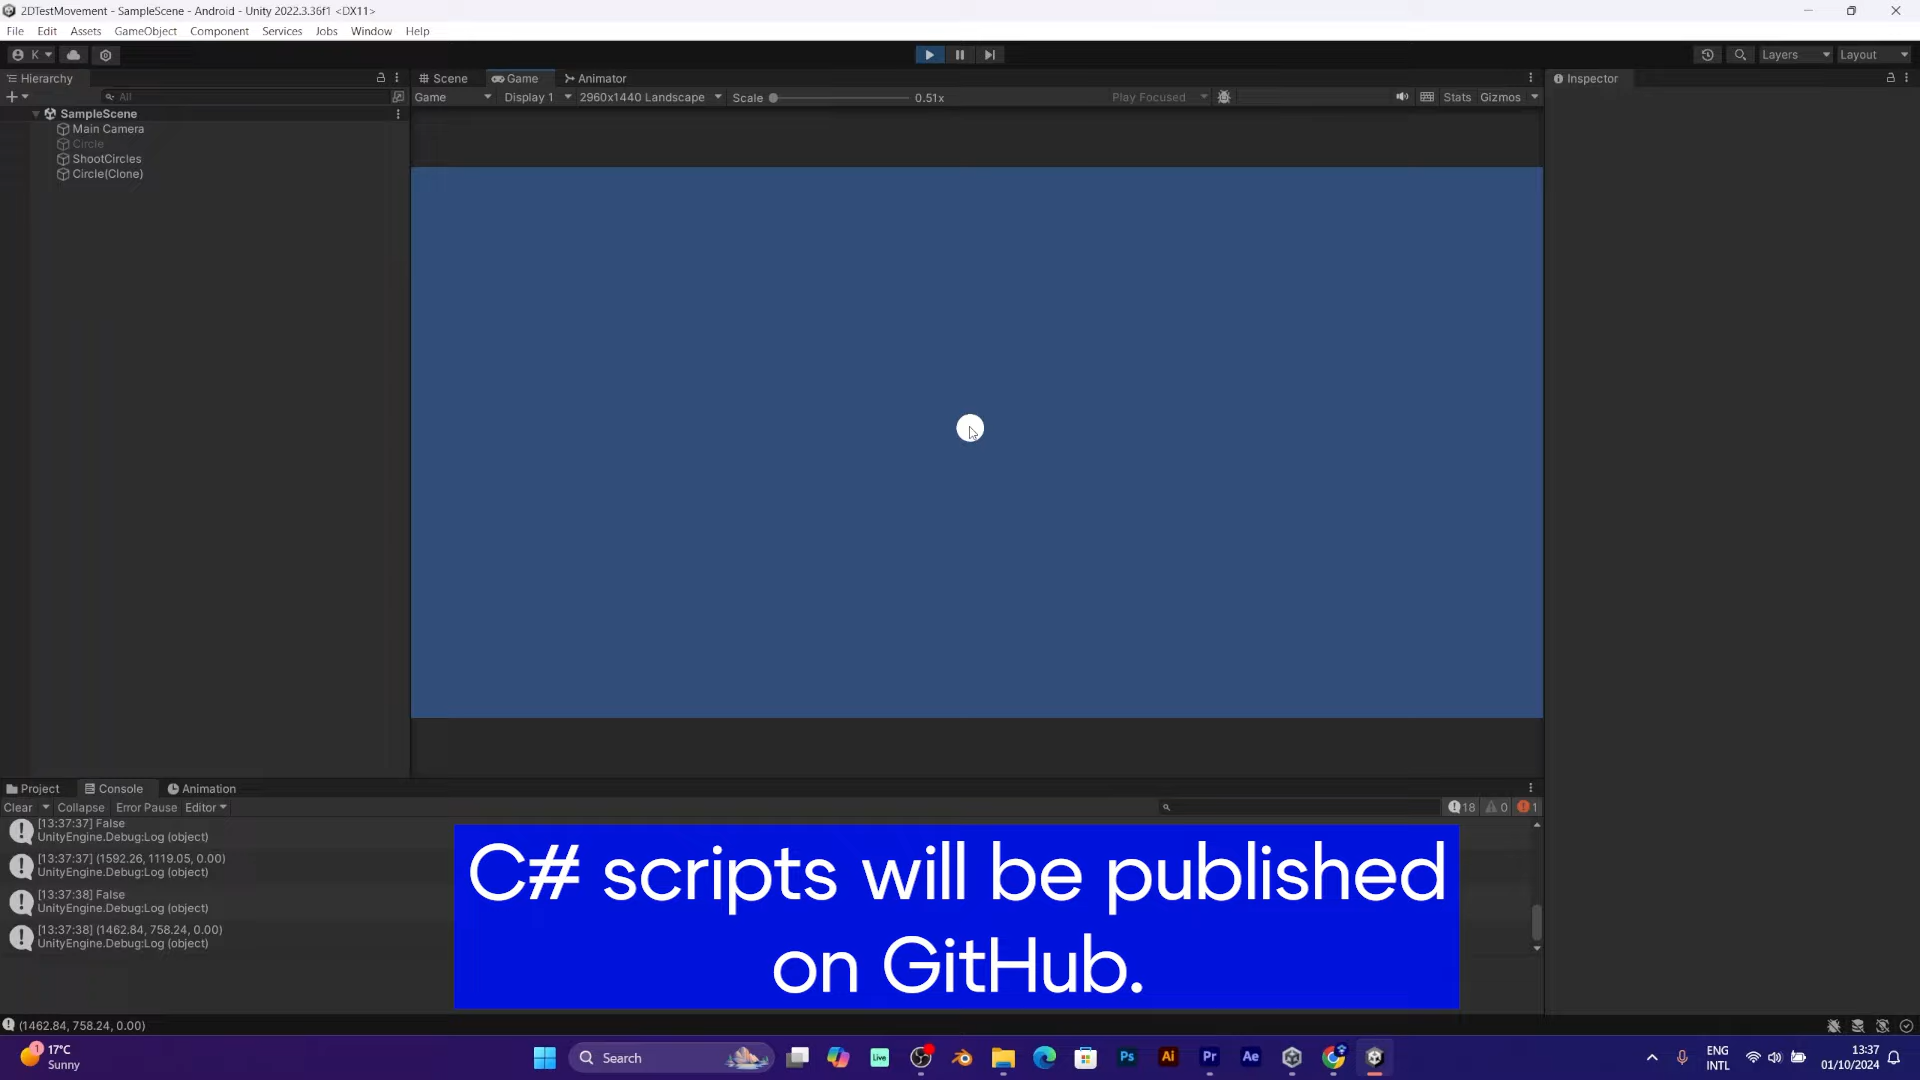 2DTestMovement - SampleScene - Android - Unity 2022.3.36f1 <DX11>
File Edit Assets GameObject Component Services Jobs Window Help
K Layers Layout
Hierarchy Scene Game Animator Inspector
All Game Display 1 2960x1440 Landscape Scale 0.51x Play Focused Stats Gizmos
SampleScene
Main Camera
Circle
ShootCircles
Circle(Clone)
Project Console Animation
Clear Collapse Error Pause Editor 18 0 1
[13:37:37] False
UnityEngine.Debug:Log (object)
[13:37:37] (1592.26, 1119.05, 0.00)
UnityEngine.Debug:Log (object)
[13:37:38] False
UnityEngine.Debug:Log (object)
[13:37:38] (1462.84, 758.24, 0.00)
UnityEngine.Debug:Log (object)
C# scripts will be published
on GitHub.
(1462.84, 758.24, 0.00)
1 17°C
Sunny
Search
Live Ps Ai Pr Ae
ENG
INTL
13:37
01/10/2024